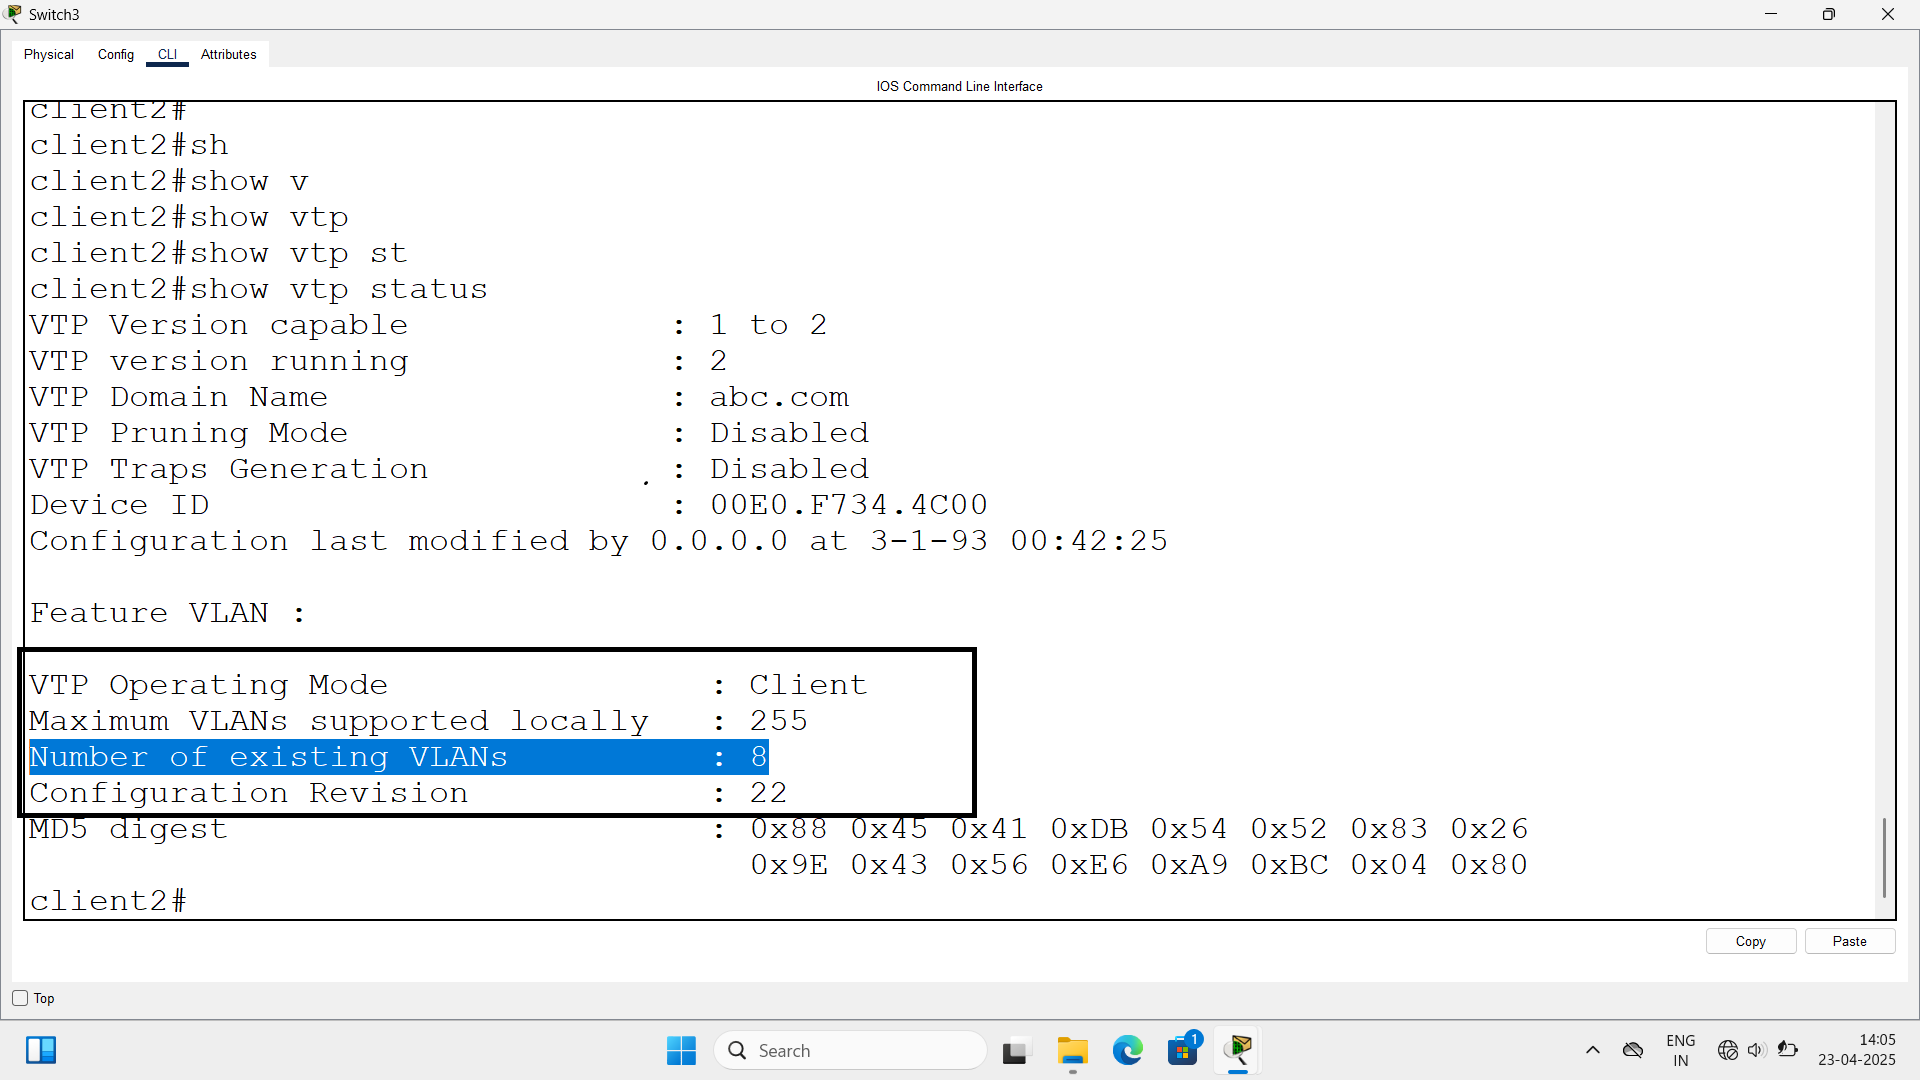 Switch3
Physical Config CLI Attributes
IOS Command Line Interface
client2#
client2#sh
client2#show v
client2#show vtp
client2#show vtp st
client2#show vtp status
VTP Version capable : 1 to 2
VTP version running : 2
VTP Domain Name : abc.com
VTP Pruning Mode : Disabled
VTP Traps Generation : Disabled
Device ID : 00E0.F734.4C00
Configuration last modified by 0.0.0.0 at 3-1-93 00:42:25
Feature VLAN :
VTP Operating Mode : Client
Maximum VLANs supported locally : 255
Number of existing VLANs : 8
Configuration Revision : 22
MD5 digest : 0x88 0x45 0x41 0xDB 0x54 0x52 0x83 0x26
0x9E 0x43 0x56 0xE6 0xA9 0xBC 0x04 0x80
client2#
Copy Paste
Top
Search
1
ENG
IN
14:05
23-04-2025